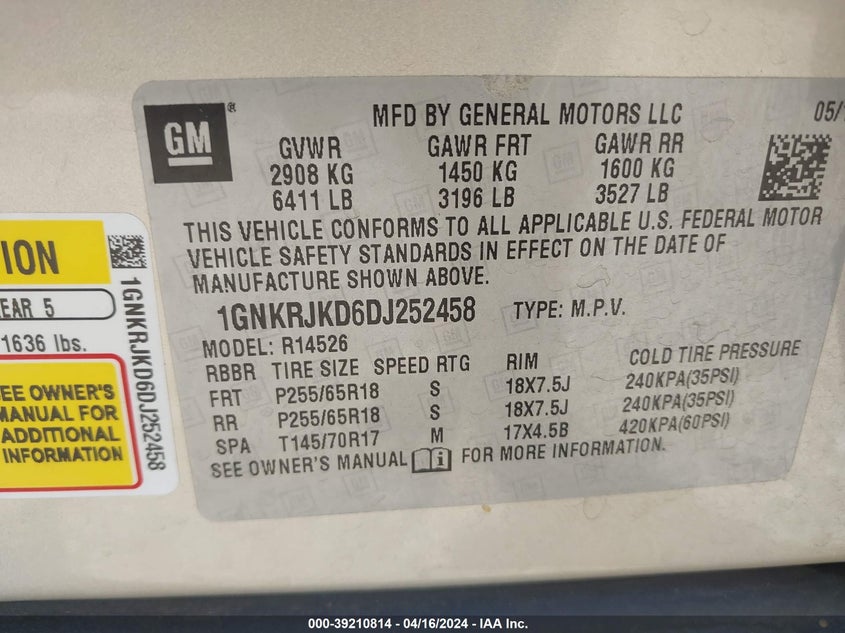 GM
®
MFD BY GENERAL MOTORS LLC
05/1
GVWR GAWR FRT GAWR RR
2908 KG 1450 KG 1600 KG
6411 LB 3196 LB 3527 LB
THIS VEHICLE CONFORMS TO ALL APPLICABLE U.S. FEDERAL MOTOR
VEHICLE SAFETY STANDARDS IN EFFECT ON THE DATE OF
MANUFACTURE SHOWN ABOVE.
1GNKRJKD6DJ252458 TYPE: M.P.V.
MODEL: R14526
RBBR TIRE SIZE SPEED RTG RIM COLD TIRE PRESSURE
FRT P255/65R18 S 18X7.5J 240KPA(35PSI)
RR P255/65R18 S 18X7.5J 240KPA(35PSI)
SPA T145/70R17 M 17X4.5B 420KPA(60PSI)
SEE OWNER'S MANUAL i FOR MORE INFORMATION.
ION
EAR 5
1636 lbs.
EE OWNER'S
MANUAL FOR
ADDITIONAL
INFORMATION
1GNKRJKD6DJ252458
000-39210814 - 04/16/2024 - IAA Inc.